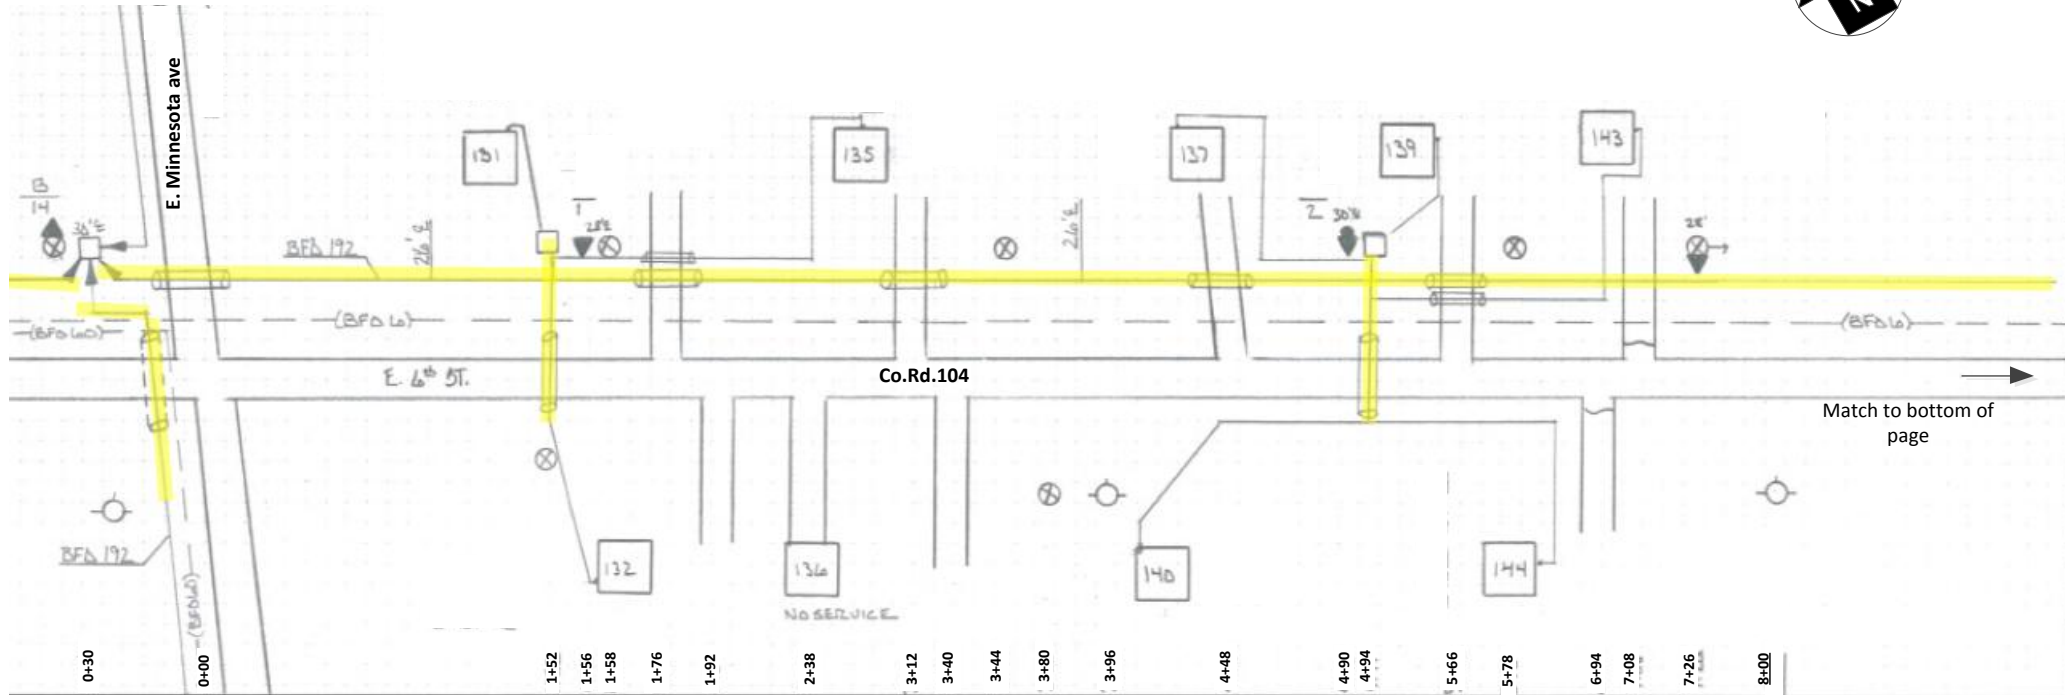 N
E. Minnesota ave
131
135
137
139
143
B
14
30'℄
1
28'℄
2
28'
BFD 192
26'℄
26'℄
(BFD 60)
(BFD 6)
(BFD 6)
E. 6th ST.
Co.Rd.104
Match to bottom of
page
BFD 192
(BFD 60)
132
136
140
144
NO SERVICE
0+30
0+00
1+52
1+56
1+58
1+76
1+92
2+38
3+12
3+40
3+44
3+80
3+96
4+48
4+90
4+94
5+66
5+78
6+94
7+08
7+26
8+00